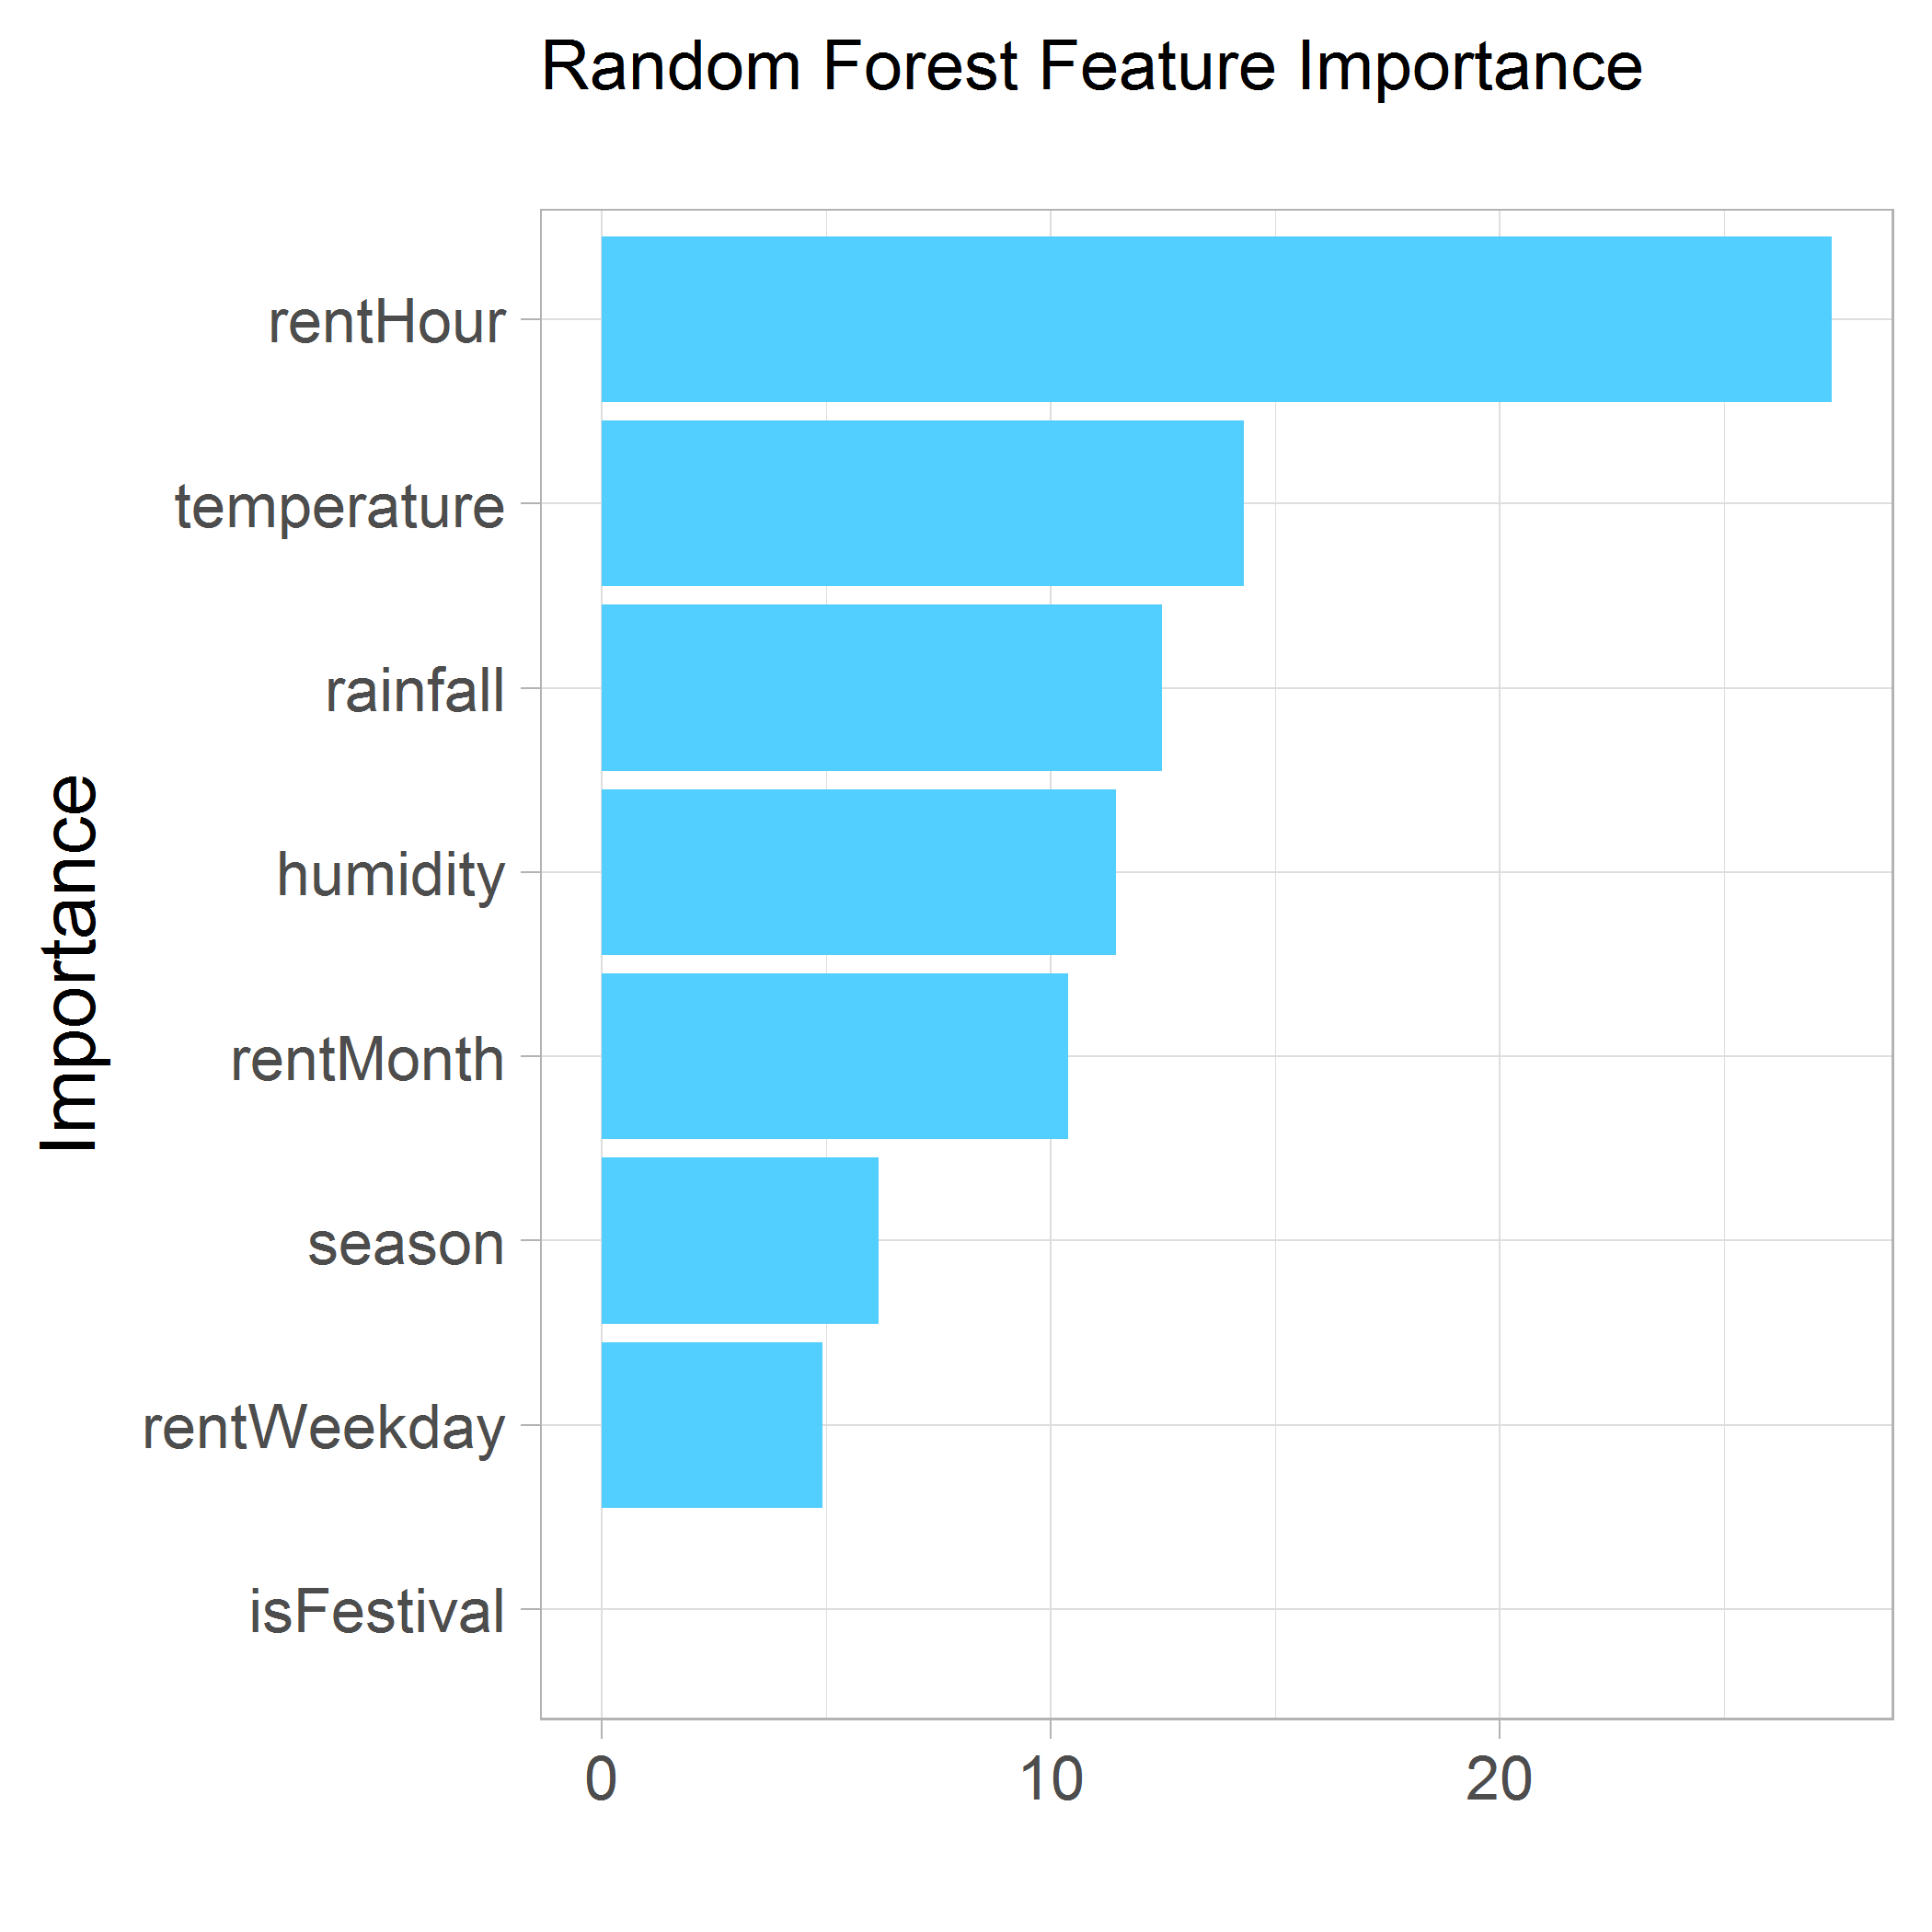 Random Forest Feature Importance
Importance
rentHour
temperature
rainfall
humidity
rentMonth
season
rentWeekday
isFestival
0 10 20